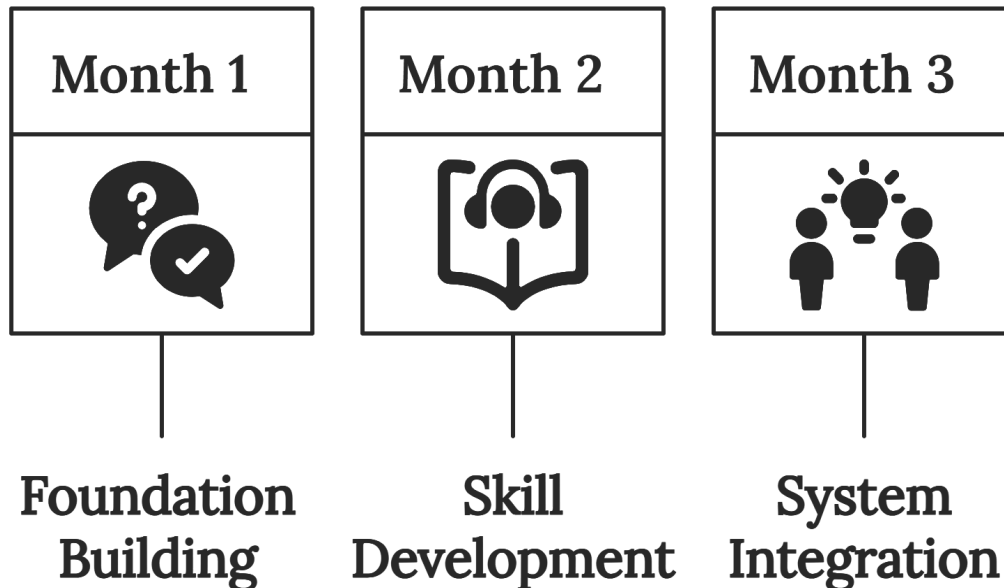 Month 1
Month 2
Month 3
?
Foundation
Building
Skill
Development
System
Integration